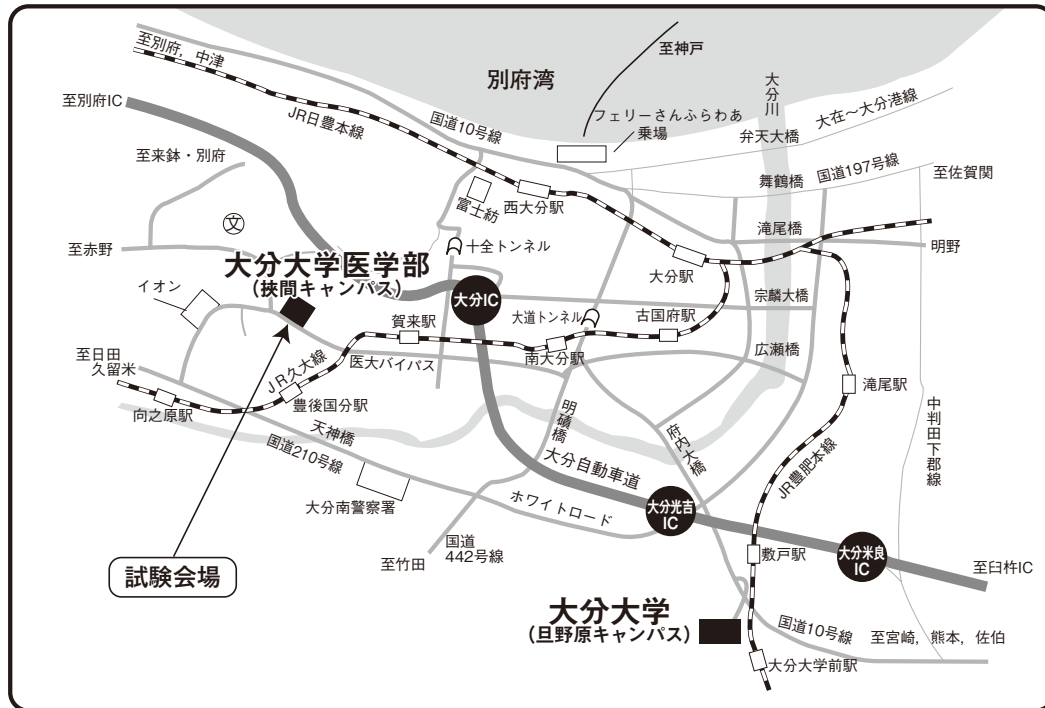 至神戸
至別府，中津
別府湾
大分川
至別府IC
JR日豊本線
国道10号線
フェリーさんふらわあ
乗場
大在～大分港線
弁天大橋
至来鉢・別府
舞鶴橋
国道197号線
至佐賀関
富士紡
西大分駅
文
滝尾橋
至赤野
十全トンネル
明野
大分大学医学部
（挾間キャンパス）
大分駅
イオン
大分IC
宗麟大橋
賀来駅
大道トンネル
古国府駅
至日田
久留米
JR久大線
医大バイパス
南大分駅
広瀬橋
滝尾駅
向之原駅
豊後国分駅
明磧橋
中判田下郡線
天神橋
国道210号線
府内大橋
大分自動車道
JR豊肥本線
大分南警察署
ホワイトロード
大分光吉
IC
国道
442号線
至竹田
敷戸駅
大分米良
IC
至臼杵IC
試験会場
大分大学
（旦野原キャンパス）
国道10号線
至宮崎，熊本，佐伯
大分大学前駅